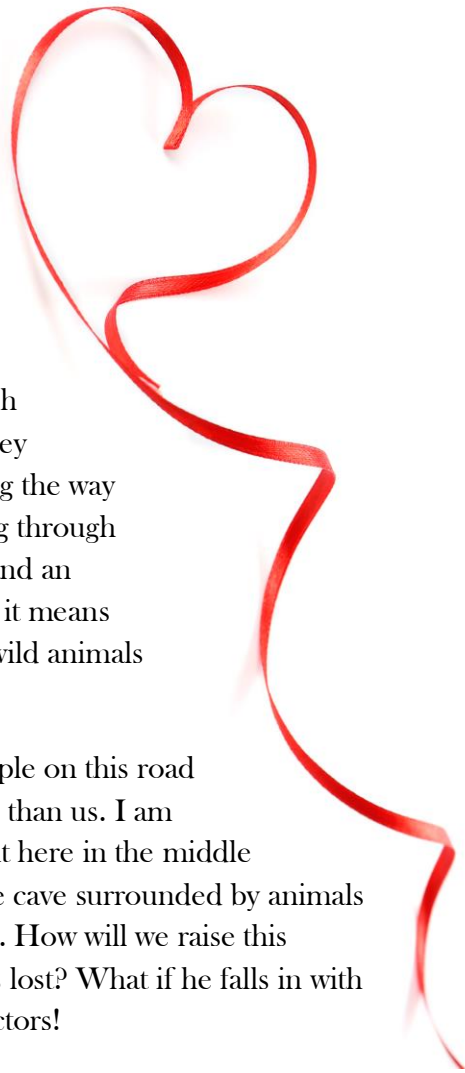 h
ey
g the way
g through
nd an
it means
wild animals
ple on this road
than us. I am
t here in the middle
e cave surrounded by animals
. How will we raise this
lost? What if he falls in with
ctors!